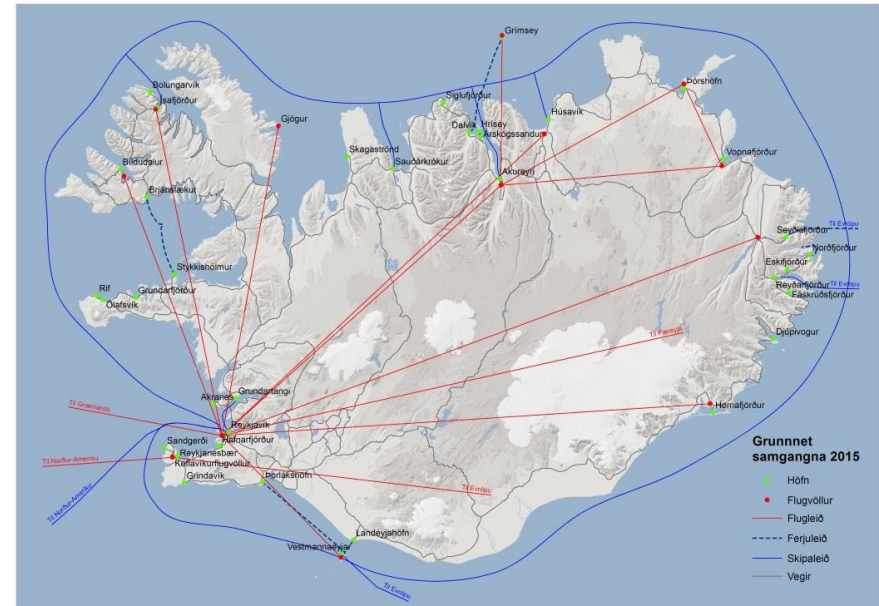 Grímsey
Bolungarvík
Ísafjörður
Gjögur
Siglufjörður
Þórshöfn
Húsavík
Dalvík
Hrísey
Árskógssandur
Skagaströnd
Sauðárkrókur
Vopnafjörður
Bíldudalur
Akureyri
Brjánslækur
Til Evrópu
Seyðisfjörður
Norðfjörður
Stykkishólmur
Eskifjörður
Rif
Grundarfjörður
Ólafsvík
Reyðarfjörður
Til Evrópu
Fáskrúðsfjörður
Til Færeyja
Djúpivogur
Grundartangi
Akranes
Til Grænlands
Hornafjörður
Reykjavík
Hafnarfjörður
Sandgerði
Reykjanesbær
Til Norður-Ameríku
Keflavíkurflugvöllur
Grindavík
Þorlákshöfn
Til Evrópu
Til Norður-Ameríku
Landeyjahöfn
Vestmannaeyjar
Til Evrópu
Grunnnet
samgangna 2015
Höfn
Flugvöllur
Flugleið
Ferjuleið
Skipaleið
Vegir